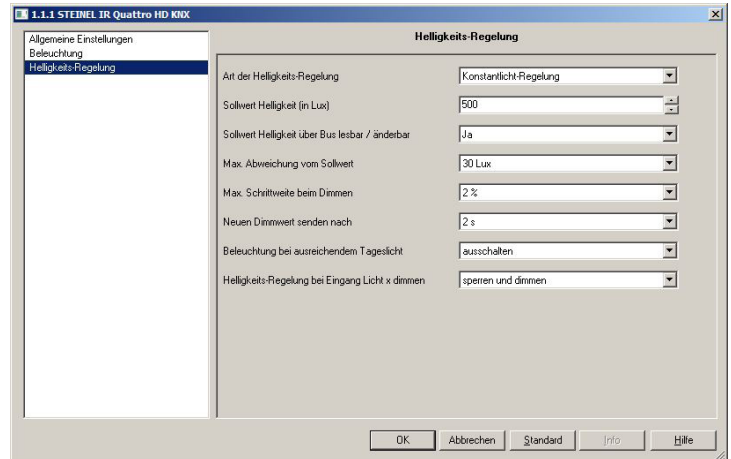 1.1.1 STEINEL IR Quattro HD KNX
Allgemeine Einstellungen
Beleuchtung
Helligkeits-Regelung
Helligkeits-Regelung
Art der Helligkeits-Regelung Konstantlicht-Regelung
Sollwert Helligkeit (in Lux) 500
Sollwert Helligkeit über Bus lesbar / änderbar Ja
Max. Abweichung vom Sollwert 30 Lux
Max. Schrittweite beim Dimmen 2 %
Neuen Dimmwert senden nach 2 s
Beleuchtung bei ausreichendem Tageslicht ausschalten
Helligkeits-Regelung bei Eingang Licht x dimmen sperren und dimmen
OK Abbrechen Standard Info Hilfe